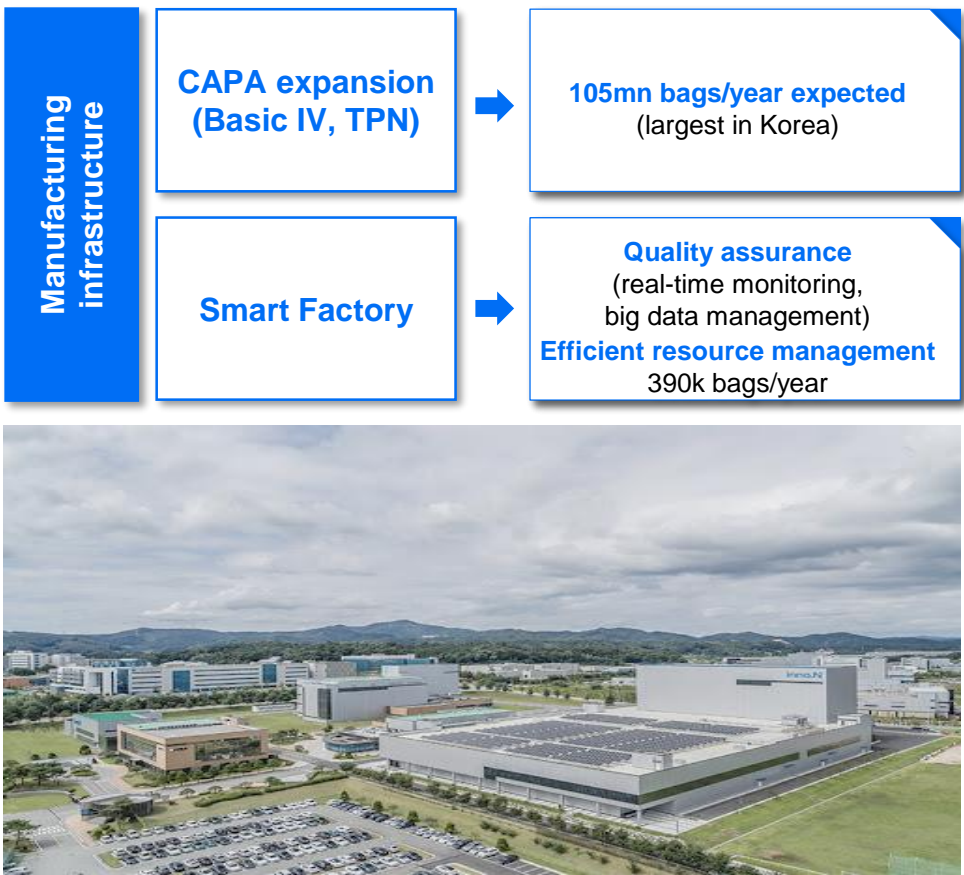 Manufacturing
infrastructure
CAPA expansion
(Basic IV, TPN)
105mn bags/year expected
(largest in Korea)
Smart Factory
Quality assurance
(real-time monitoring,
big data management)
Efficient resource management
390k bags/year
inno.N